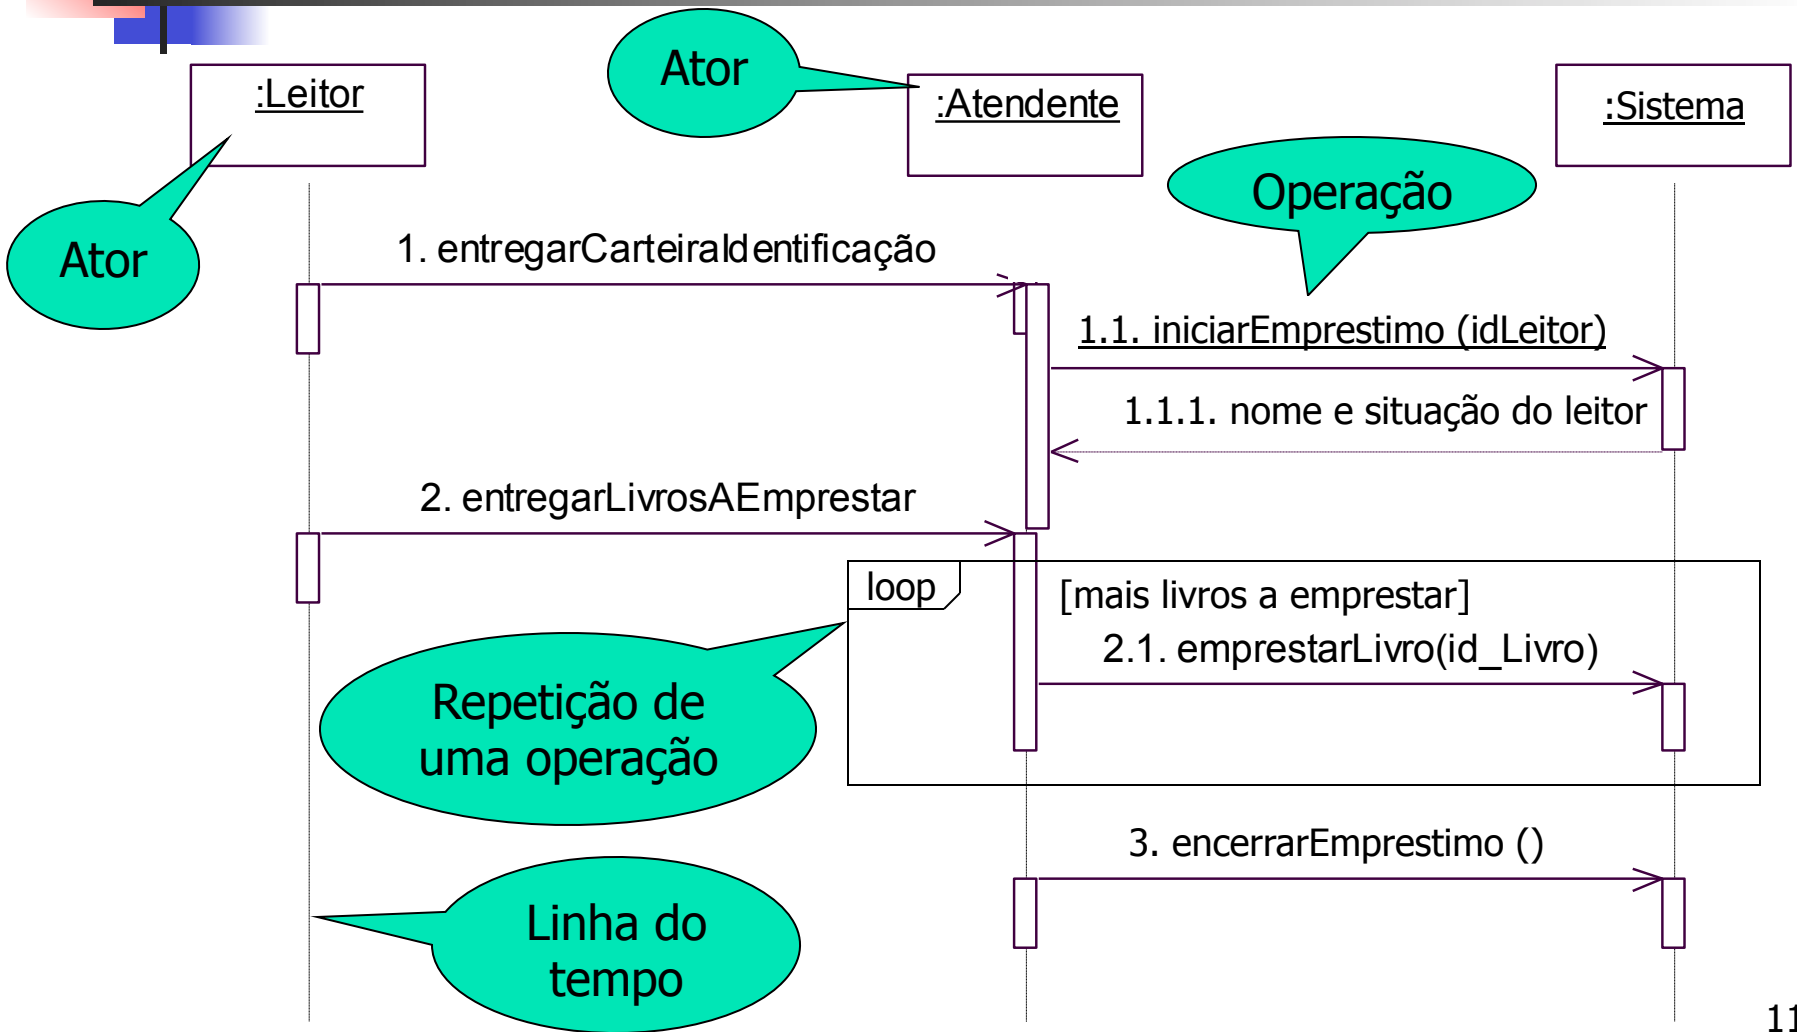 Ator
:Leitor
:Atendente
:Sistema
Operação
Ator
1. entregarCarteiraIdentificação
1.1. iniciarEmprestimo (idLeitor)
1.1.1. nome e situação do leitor
2. entregarLivrosAEmprestar
loop
[mais livros a emprestar]
2.1. emprestarLivro(id_Livro)
Repetição de
uma operação
3. encerrarEmprestimo ()
Linha do
tempo
11